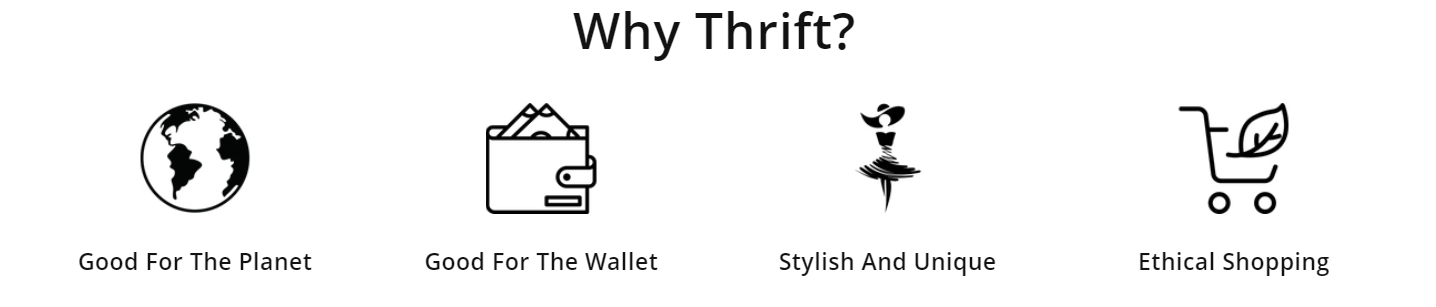 Why Thrift?
Good For The Planet
Good For The Wallet
Stylish And Unique
Ethical Shopping